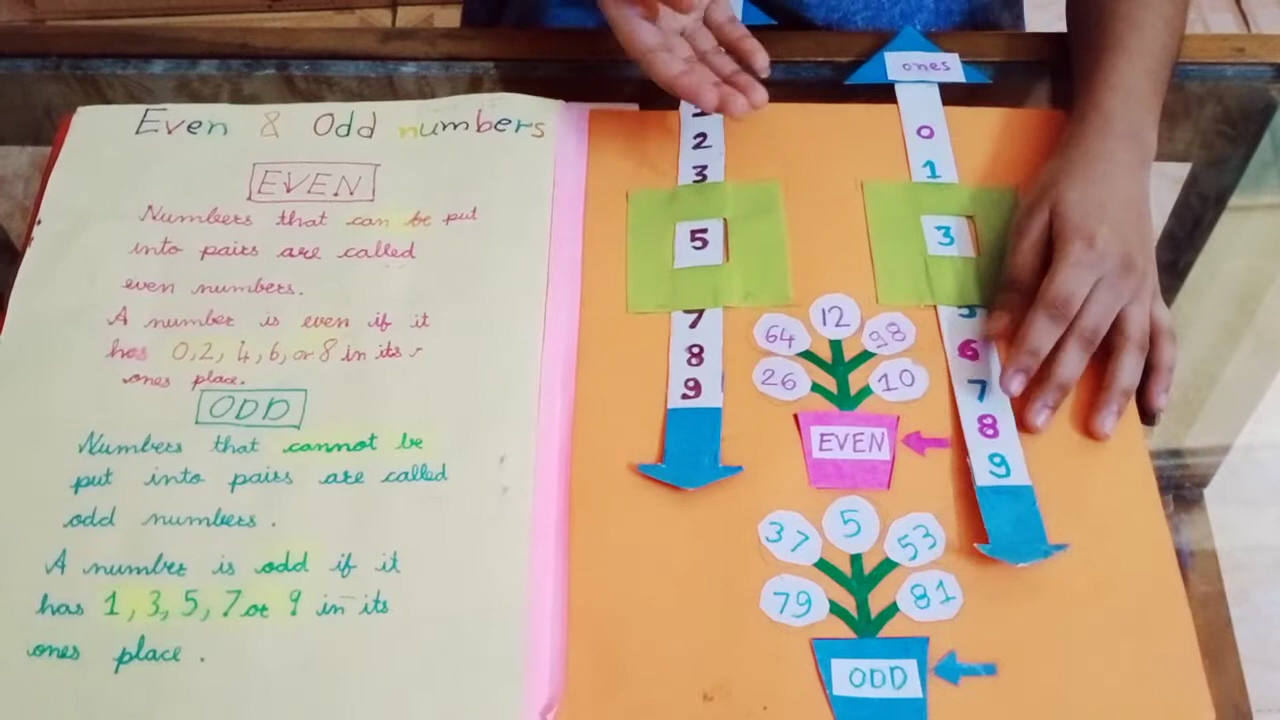 Even & Odd numbers
EVEN
Numbers that can be put
into pairs are called
even numbers.
A number is even if it
has 0,2, 4, 6, or 8 in its
ones place.
ODD
Numbers that cannot be
put into pairs are called
odd numbers.
A number is odd if it
has 1, 3, 5, 7 or 9 in its
ones place.
2
3
5
7
8
9
ones
0
1
3
5
6
7
8
9
64 12 98
26 10
EVEN
37 5 53
79 81
ODD